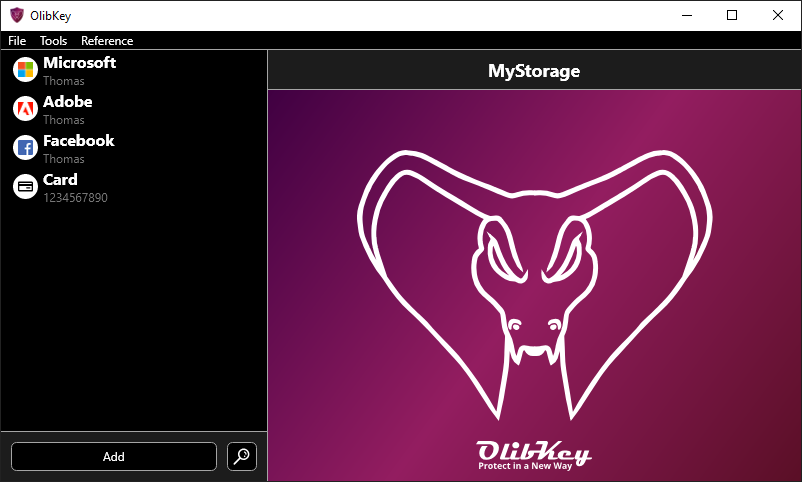 OlibKey
File Tools Reference
Microsoft
Thomas
Adobe
Thomas
Facebook
Thomas
Card
1234567890
Add
MyStorage
OlibKey
Protect in a New Way